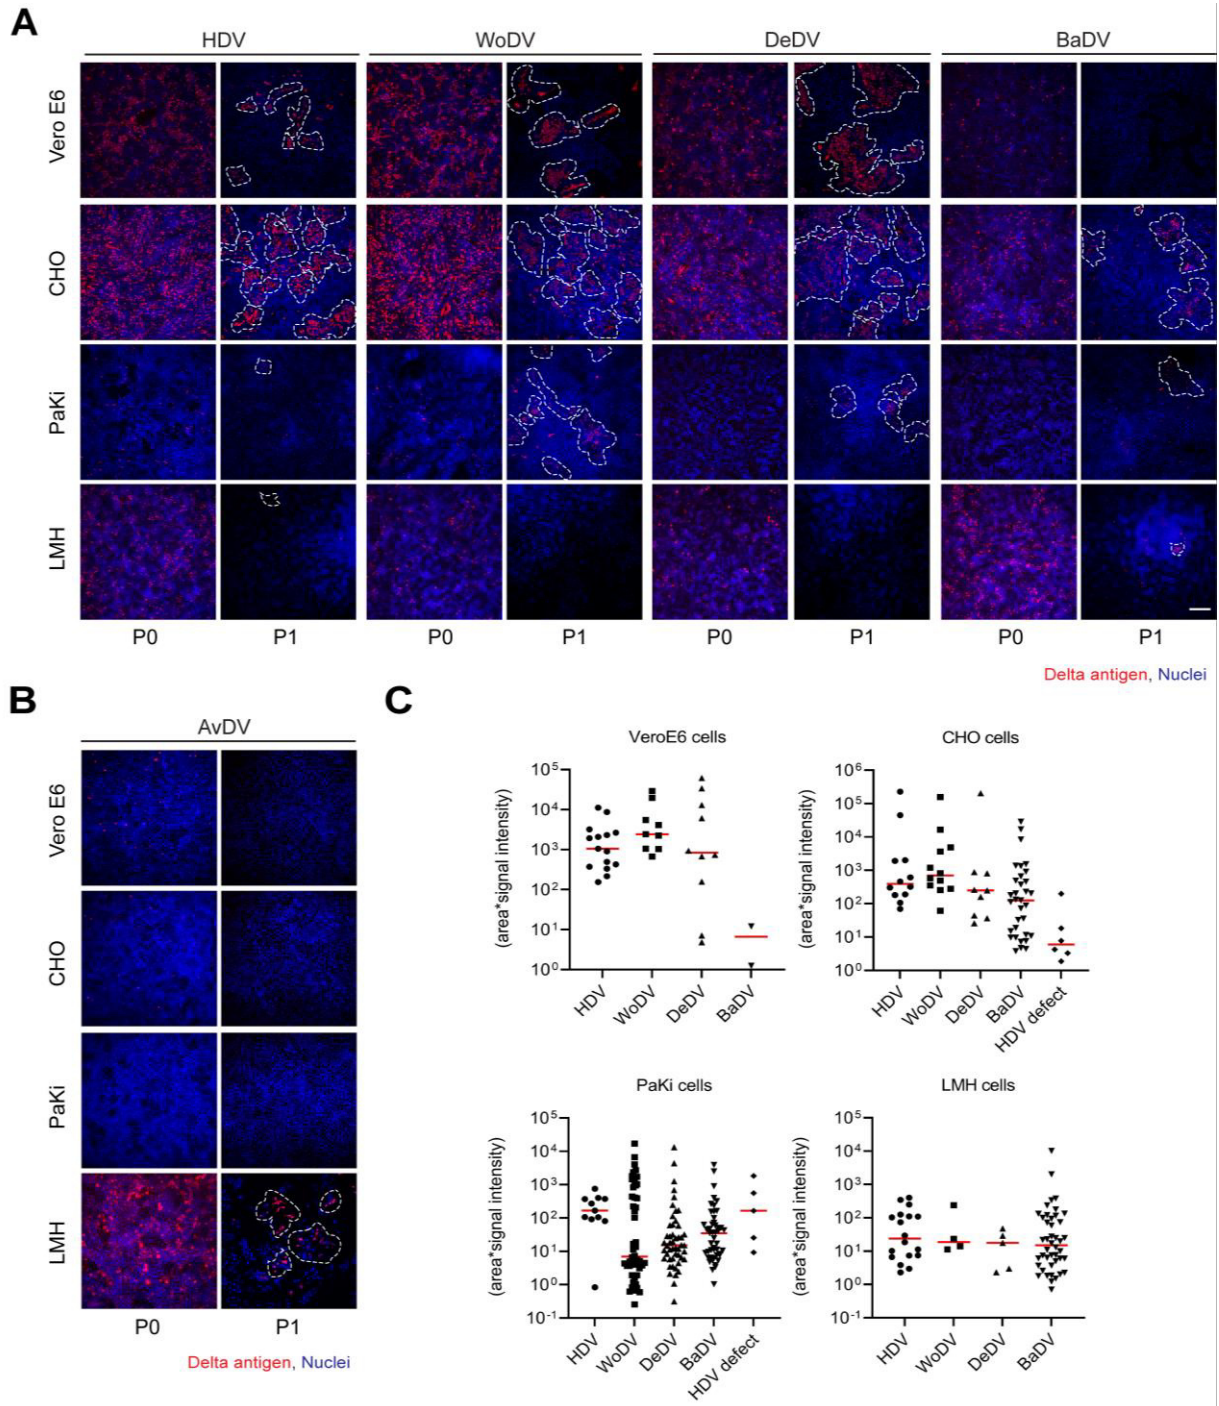 A
HDV WoDV DeDV BaDV
Vero E6
CHO
PaKi
LMH
P0 P1 P0 P1 P0 P1 P0 P1
Delta antigen, Nuclei
B
AvDV
Vero E6
CHO
PaKi
LMH
P0 P1
Delta antigen, Nuclei
C
VeroE6 cells
(area*signal intensity)
10⁵
10⁴
10³
10²
10¹
10⁰
HDV WoDV DeDV BaDV
CHO cells
(area*signal intensity)
10⁶
10⁵
10⁴
10³
10²
10¹
10⁰
HDV WoDV DeDV BaDV HDV defect
PaKi cells
(area*signal intensity)
10⁵
10⁴
10³
10²
10¹
10⁰
10⁻¹
HDV WoDV DeDV BaDV HDV defect
LMH cells
(area*signal intensity)
10⁵
10⁴
10³
10²
10¹
10⁰
10⁻¹
HDV WoDV DeDV BaDV